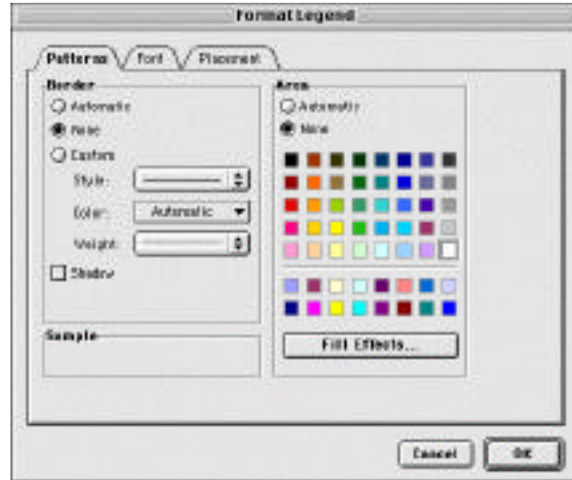 Format Legend
Patterns Font Placement
Border
Automatic
None
Custom
Style:
Color: Automatic
Weight:
Shadow
Sample
Area
Automatic
None
Fill Effects...
Cancel OK